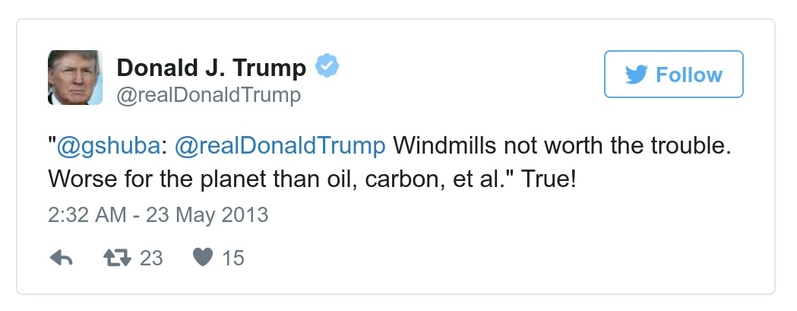 Donald J. Trump
@realDonaldTrump
Follow
"@gshuba: @realDonaldTrump Windmills not worth the trouble.
Worse for the planet than oil, carbon, et al." True!
2:32 AM - 23 May 2013
23 15